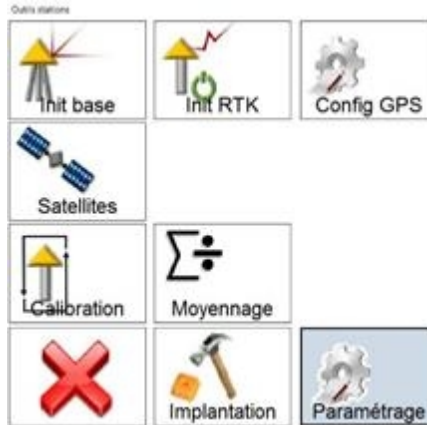 Outils stations
Init base
Init RTK
Config GPS
Satellites
Calibration
Moyennage
Implantation
Paramétrage